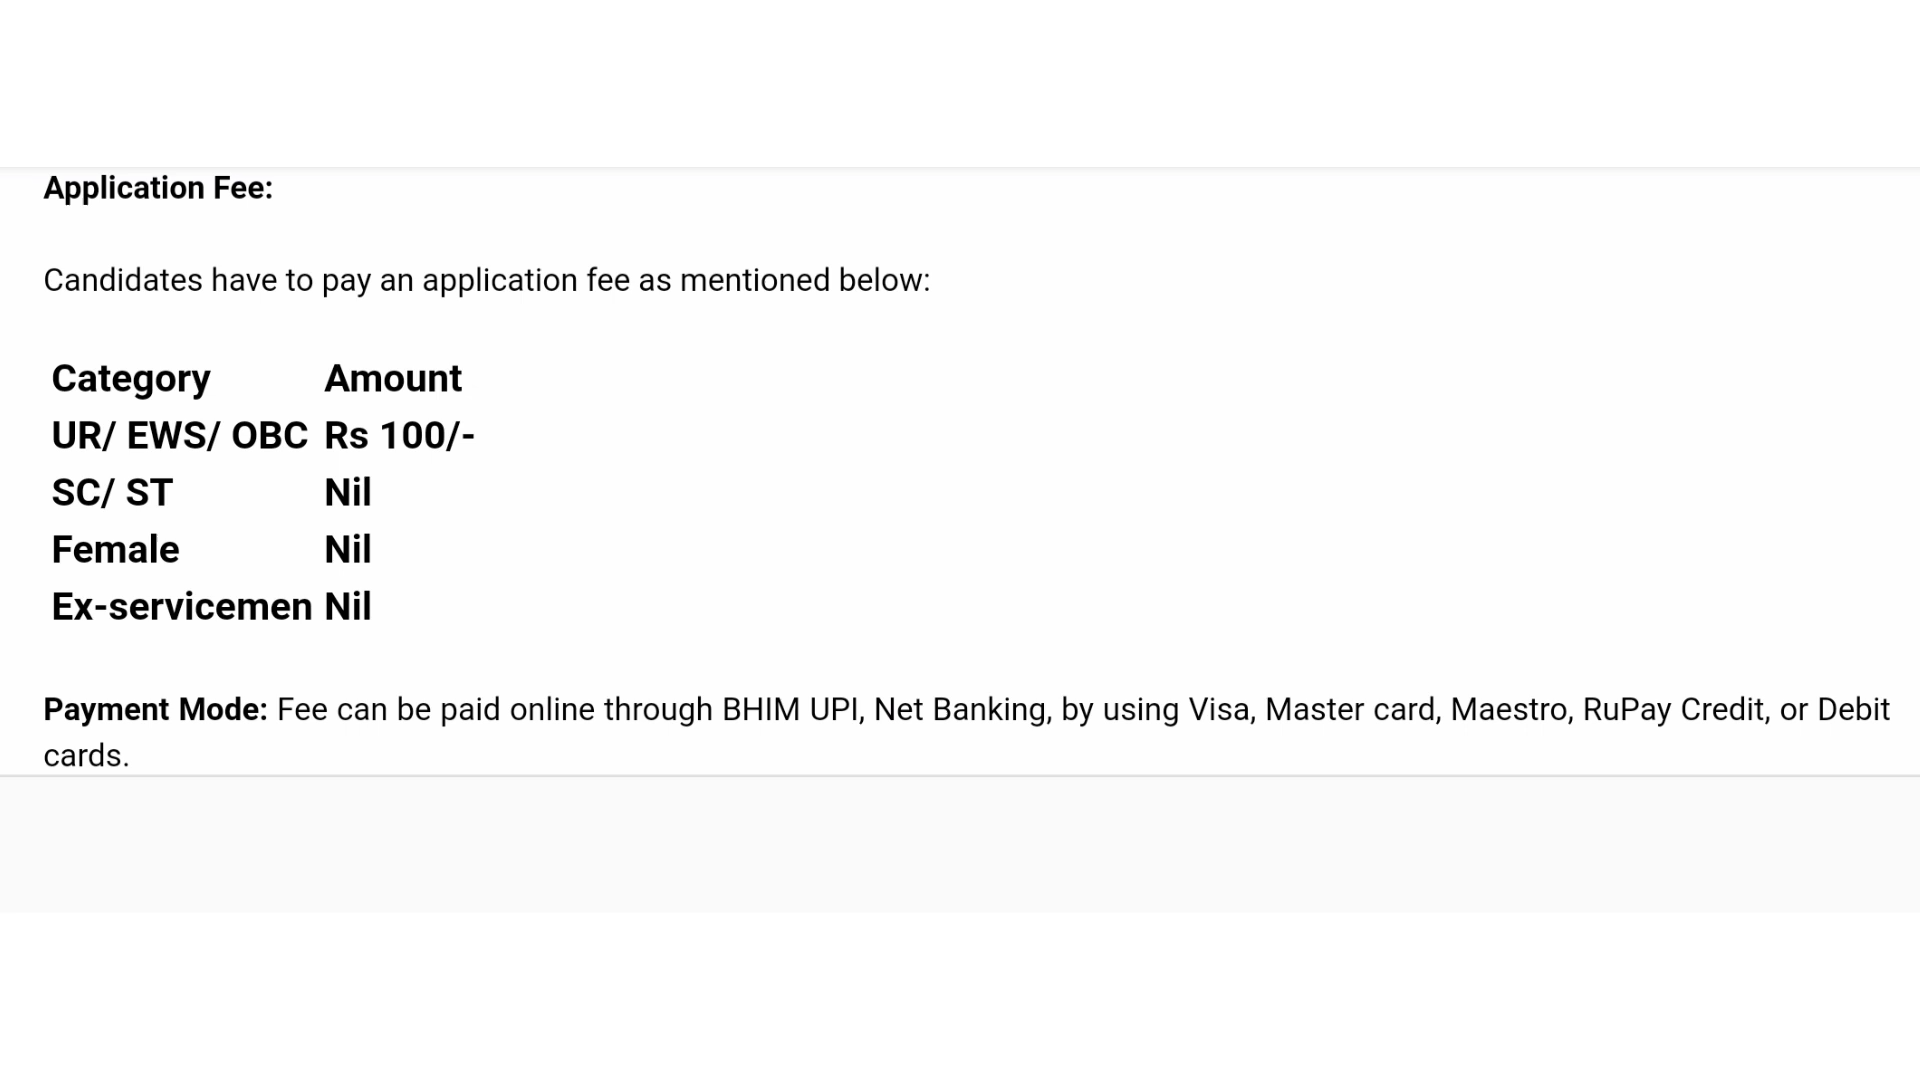 Application Fee:
Candidates have to pay an application fee as mentioned below:
Category Amount
UR/ EWS/ OBC Rs 100/-
SC/ ST Nil
Female Nil
Ex-servicemen Nil
Payment Mode: Fee can be paid online through BHIM UPI, Net Banking, by using Visa, Master card, Maestro, RuPay Credit, or Debit
cards.